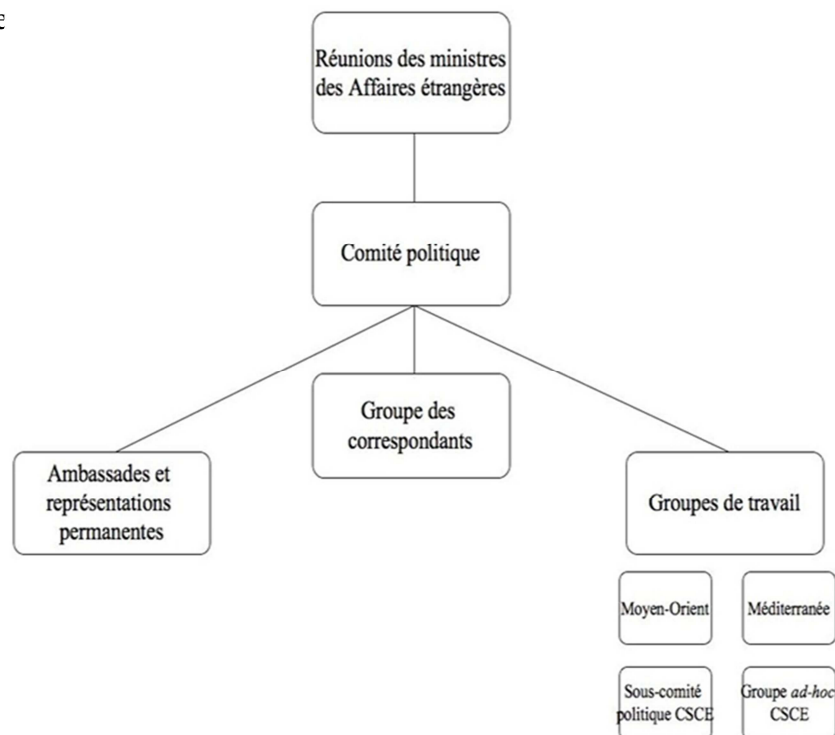 Réunions des ministres
des Affaires étrangères
Comité politique
Groupe des
correspondants
Ambassades et
représentations
permanentes
Groupes de travail
Moyen-Orient
Méditerranée
Sous-comité
politique CSCE
Groupe ad-hoc
CSCE